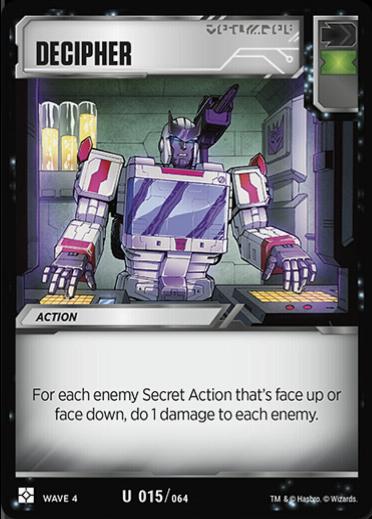 DECIPHER
ACTION
For each enemy Secret Action that's face up or
face down, do 1 damage to each enemy.
WAVE 4
U 015/064
TM & © Hasbro. © Wizards.